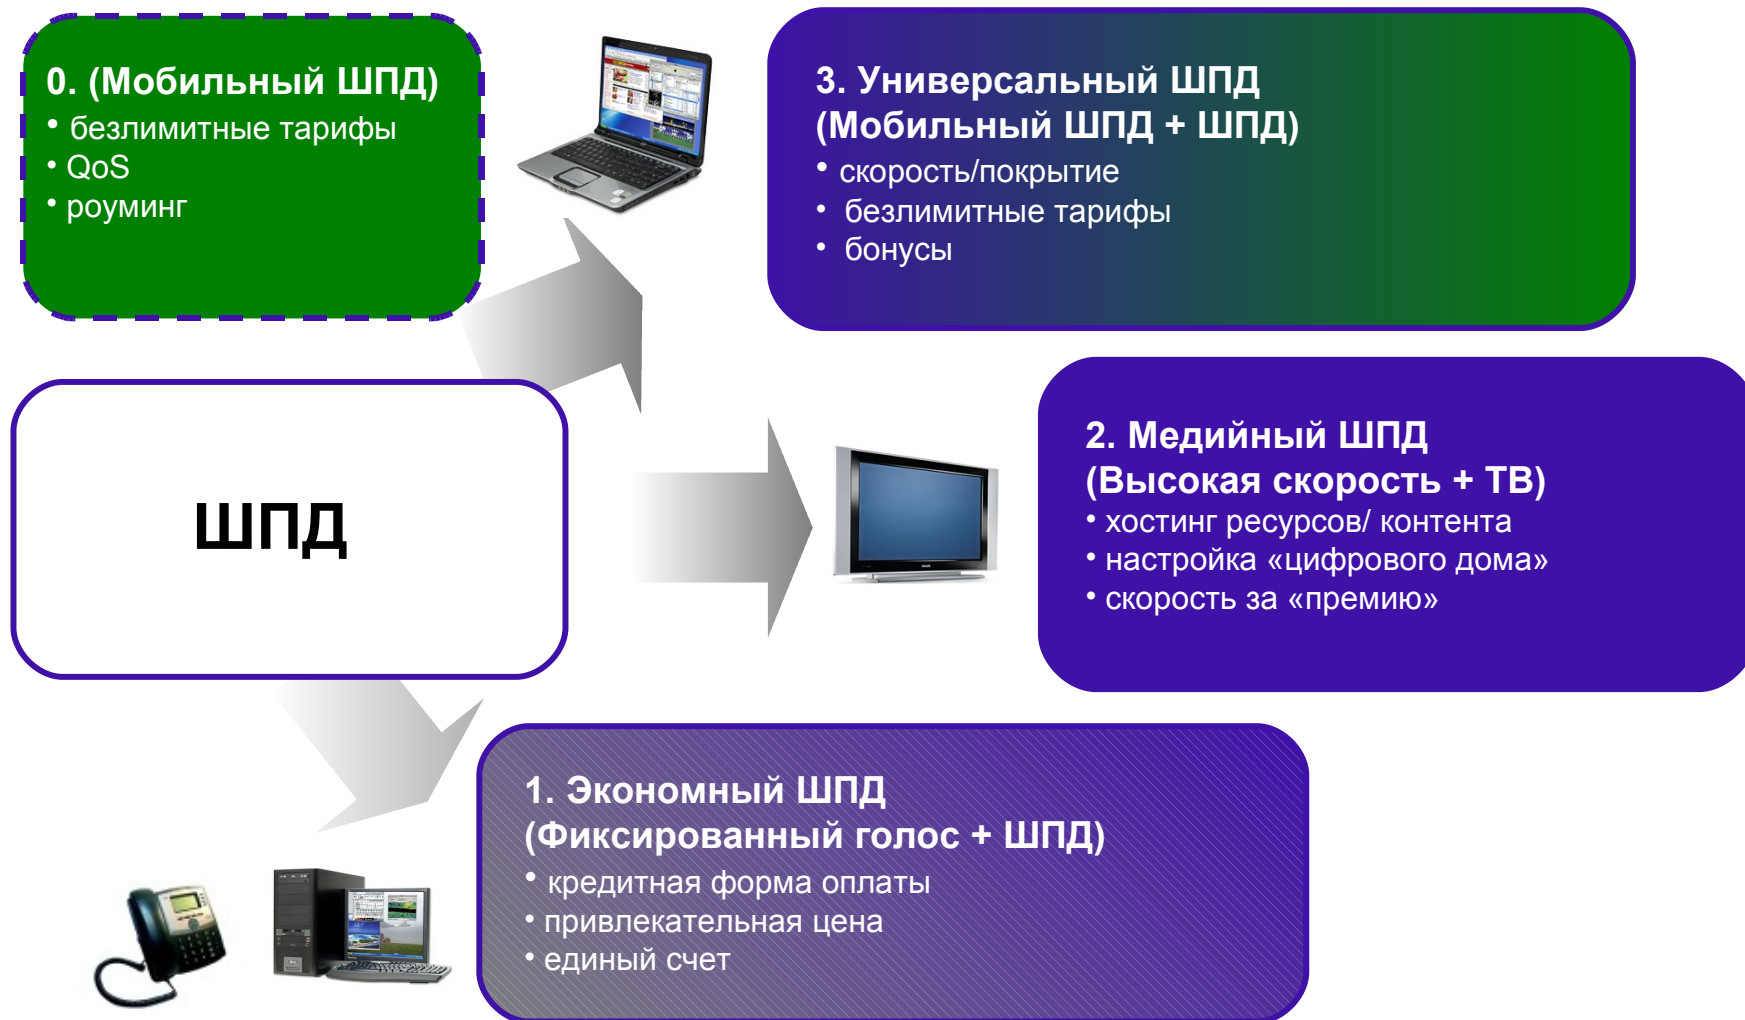 0. (Мобильный ШПД)
• безлимитные тарифы
• QoS
• роуминг
3. Универсальный ШПД
(Мобильный ШПД + ШПД)
• скорость/покрытие
• безлимитные тарифы
• бонусы
ШПД
2. Медийный ШПД
(Высокая скорость + ТВ)
• хостинг ресурсов/ контента
• настройка «цифрового дома»
• скорость за «премию»
1. Экономный ШПД
(Фиксированный голос + ШПД)
• кредитная форма оплаты
• привлекательная цена
• единый счет